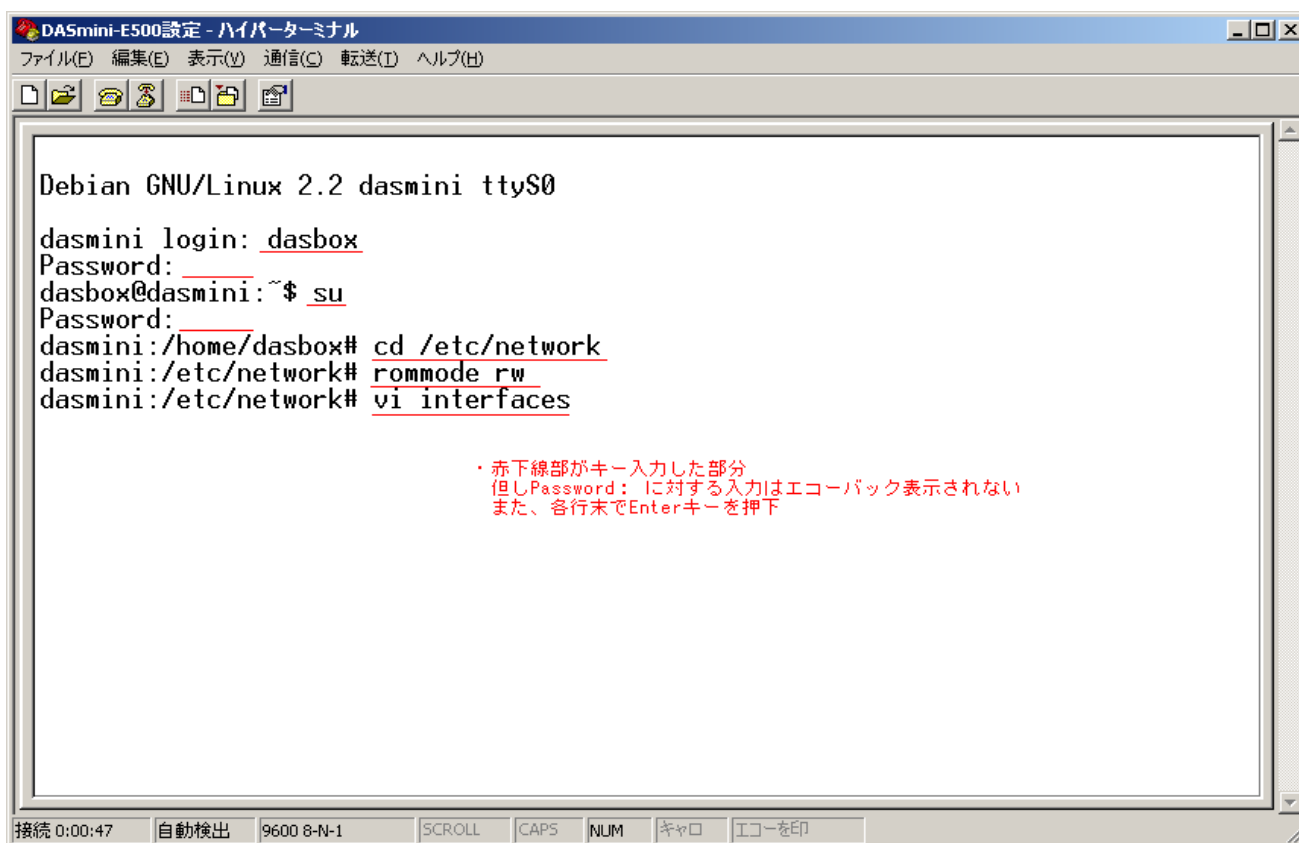 DASmini-E500設定 - ハイパーターミナル
ファイル(F) 編集(E) 表示(V) 通信(C) 転送(T) ヘルプ(H)
Debian GNU/Linux 2.2 dasmini ttyS0
dasmini login: dasbox
Password:
dasbox@dasmini:~$ su
Password:
dasmini:/home/dasbox# cd /etc/network
dasmini:/etc/network# rommode rw
dasmini:/etc/network# vi interfaces
・赤下線部がキー入力した部分
但しPassword: に対する入力はエコーバック表示されない
また、各行末でEnterキーを押下
接続 0:00:47 自動検出 9600 8-N-1 SCROLL CAPS NUM キャロ エコーを印